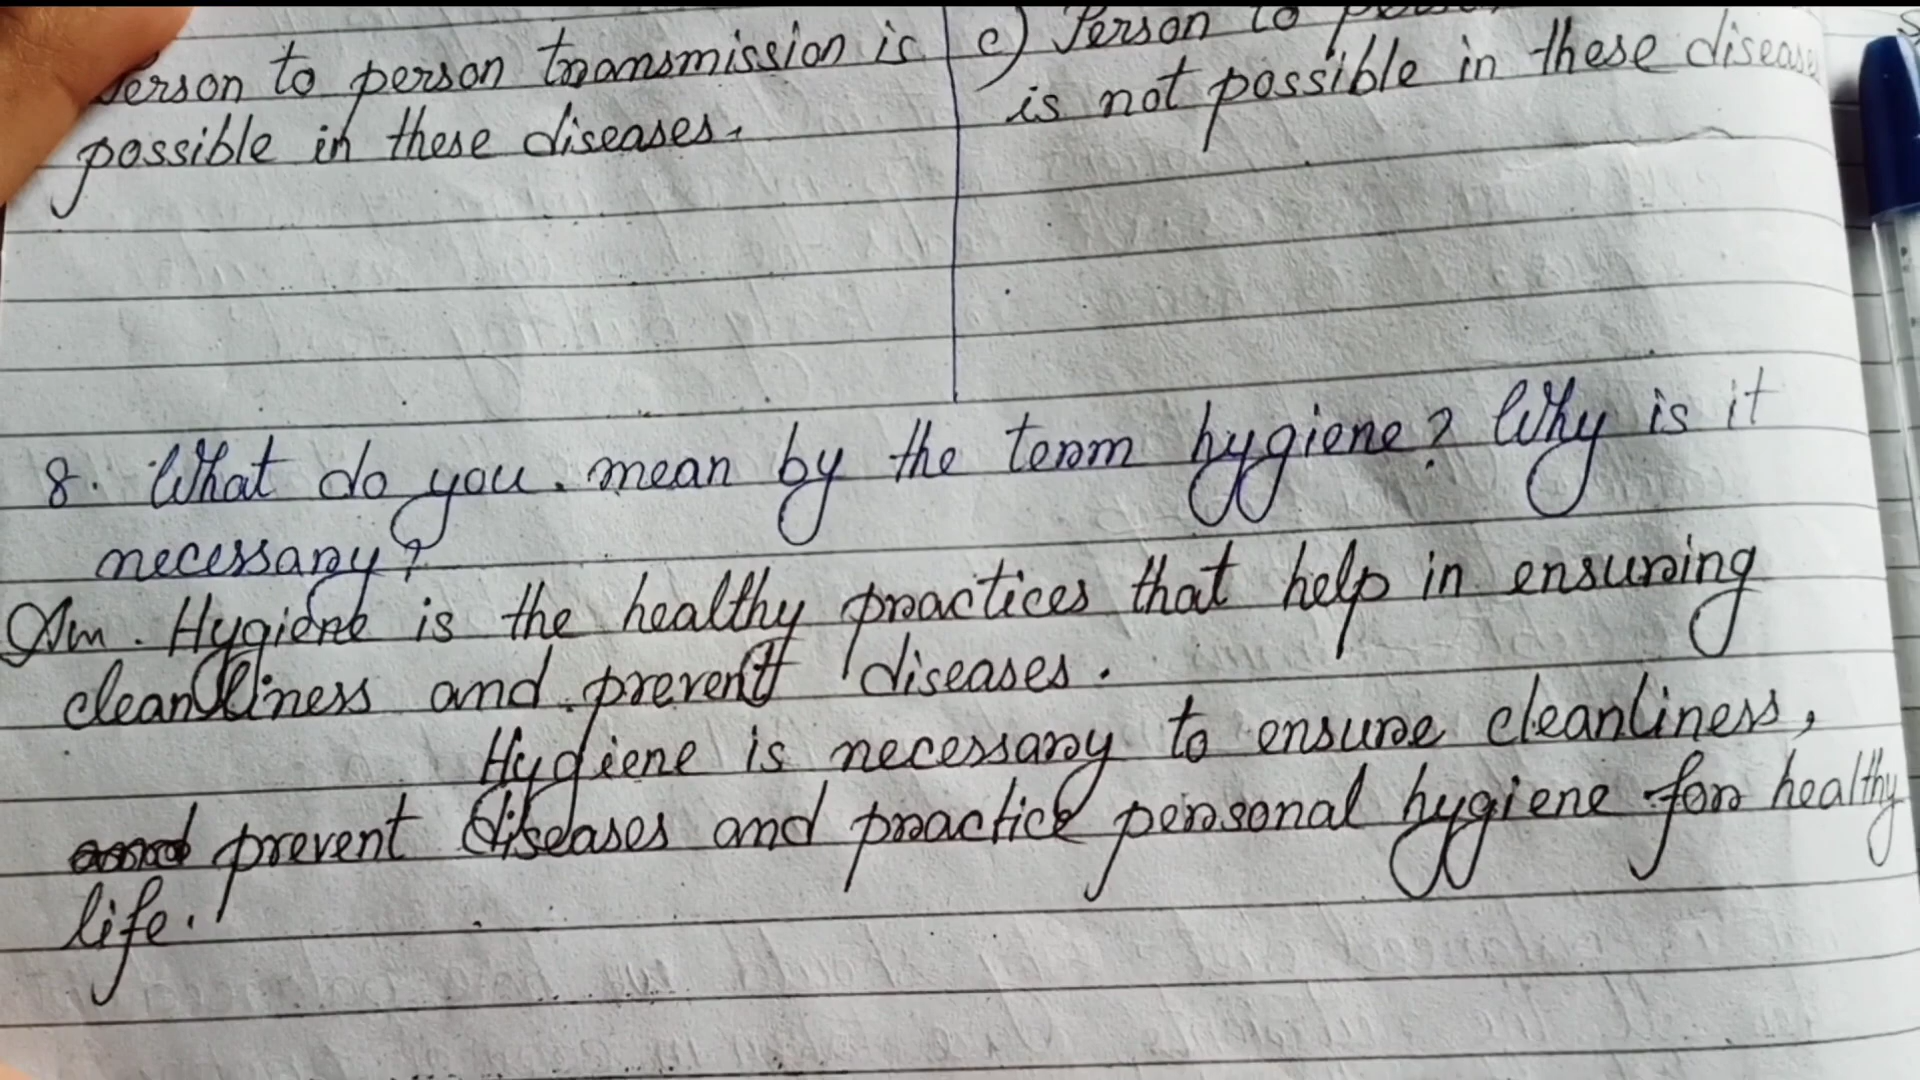 Person to person transmission is
possible in these diseases.
c) Person to
is not possible in these disease
8. What do you mean by the term hygiene? Why is it
necessary?
Ans. Hygiene is the healthy practices that help in ensuring
cleanliness and prevent diseases.
Hygiene is necessary to ensure cleanliness,
prevent diseases and practice personal hygiene for healthy
life.